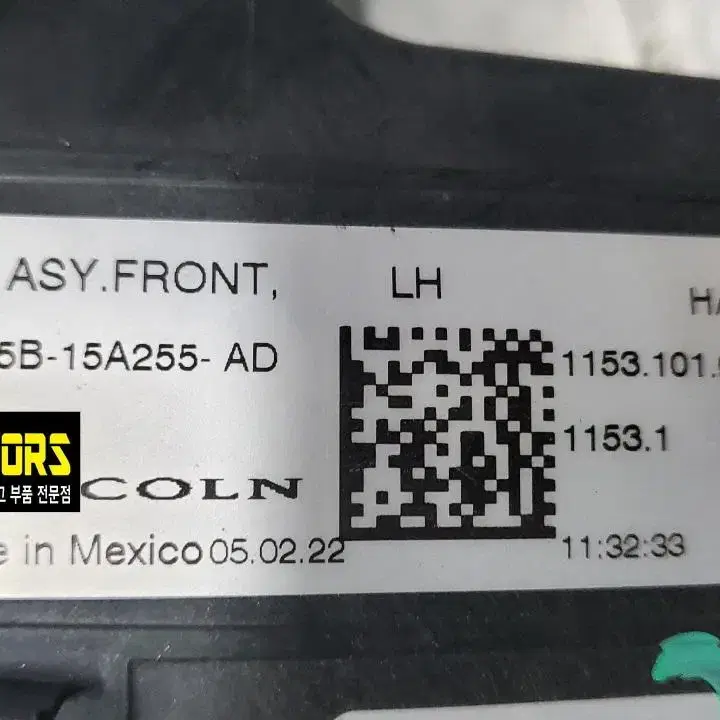 ASY.FRONT, LH
5B-15A255- AD
1153.101.
1153.1
ORS
부품 전문점
COLN
in Mexico 05.02.22
11:32:33